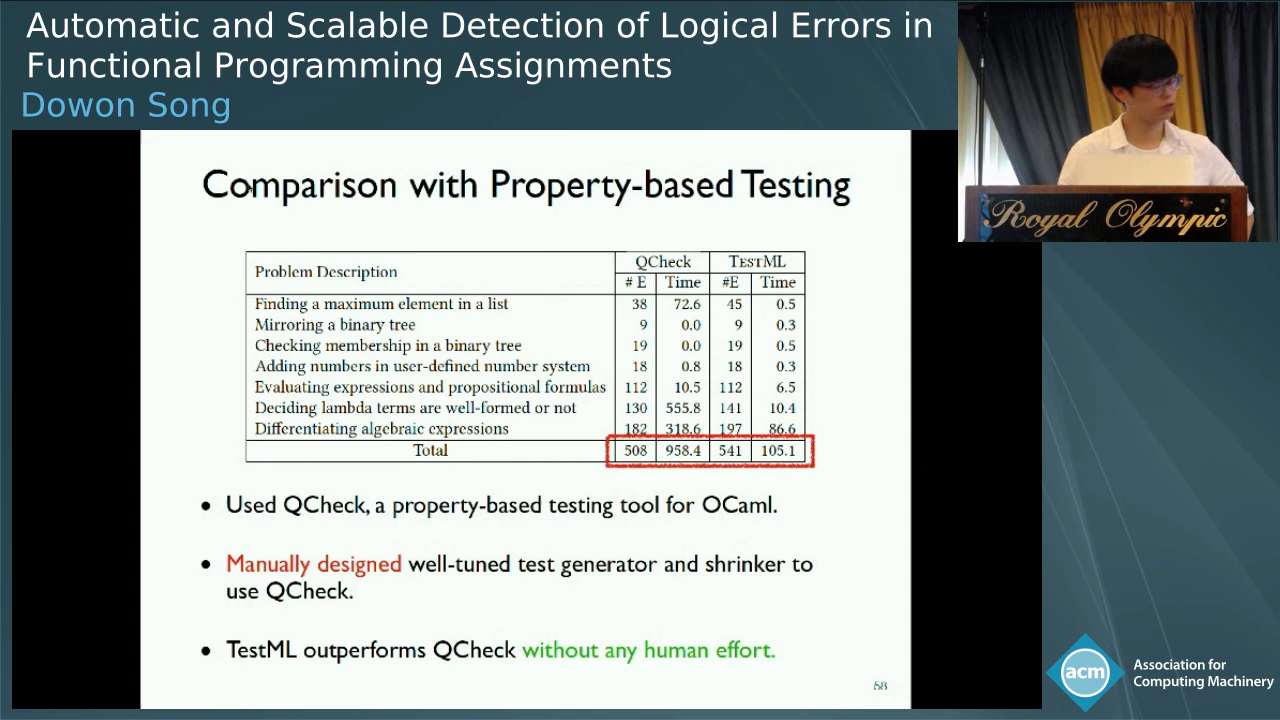 Automatic and Scalable Detection of Logical Errors in
Functional Programming Assignments
Dowon Song
Royal Olympic
Comparison with Property-based Testing
Problem Description QCheck TESTML
# E Time #E Time
Finding a maximum element in a list 38 72.6 45 0.5
Mirroring a binary tree 9 0.0 9 0.3
Checking membership in a binary tree 19 0.0 19 0.5
Adding numbers in user-defined number system 18 0.8 18 0.3
Evaluating expressions and propositional formulas 112 10.5 112 6.5
Deciding lambda terms are well-formed or not 130 555.8 141 10.4
Differentiating algebraic expressions 182 318.6 197 86.6
Total 508 958.4 541 105.1
• Used QCheck, a property-based testing tool for OCaml.
• Manually designed well-tuned test generator and shrinker to
use QCheck.
• TestML outperforms QCheck without any human effort.
58
acm Association for
Computing Machinery